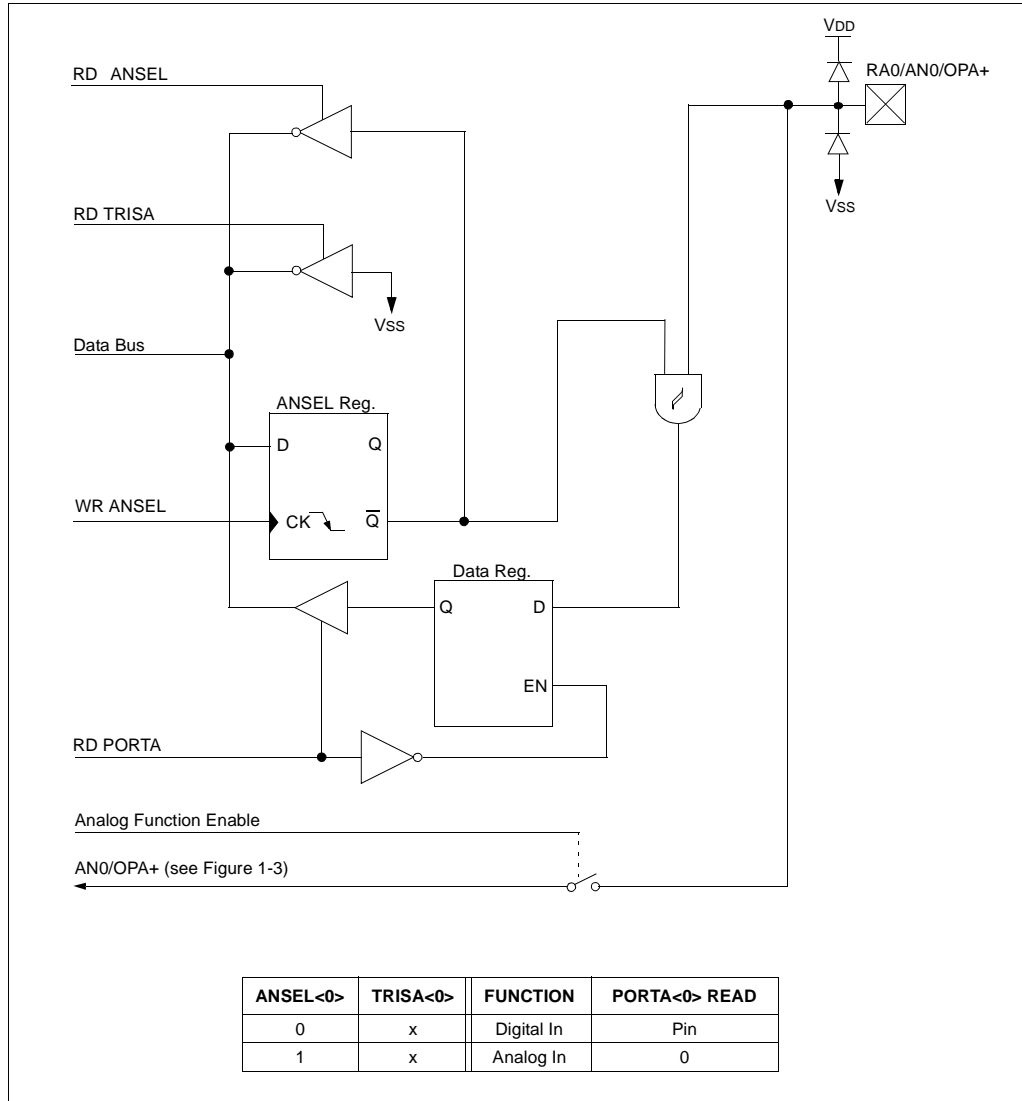 VDD
RA0/AN0/OPA+
VSS
RD ANSEL
RD TRISA
VSS
Data Bus
ANSEL Reg.
D Q
WR ANSEL
CK Q̅
Data Reg.
Q D
EN
RD PORTA
Analog Function Enable
AN0/OPA+ (see Figure 1-3)
ANSEL<0> TRISA<0> FUNCTION PORTA<0> READ
0 x Digital In Pin
1 x Analog In 0